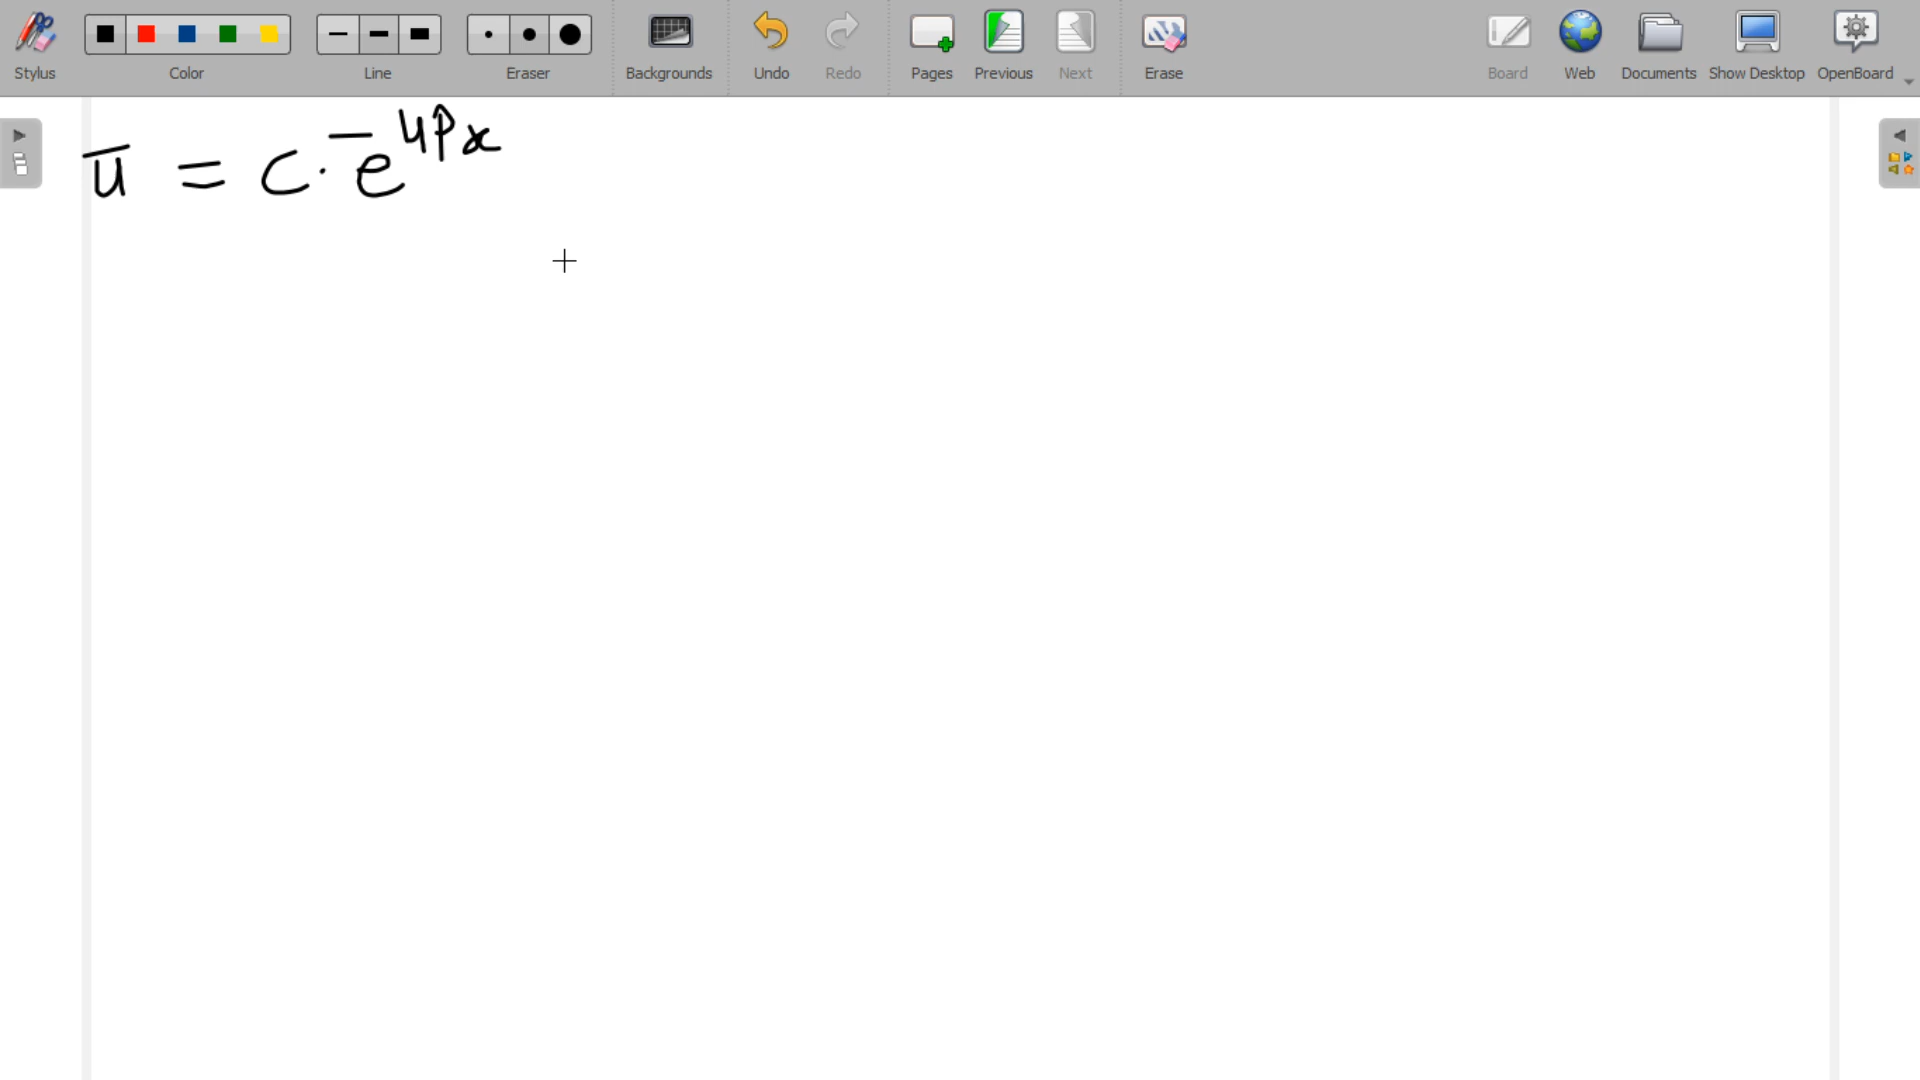 Stylus Color Line Eraser Backgrounds Undo Redo Pages Previous Next Erase Board Web Documents Show Desktop OpenBoard
ū = c · e^{-4px}